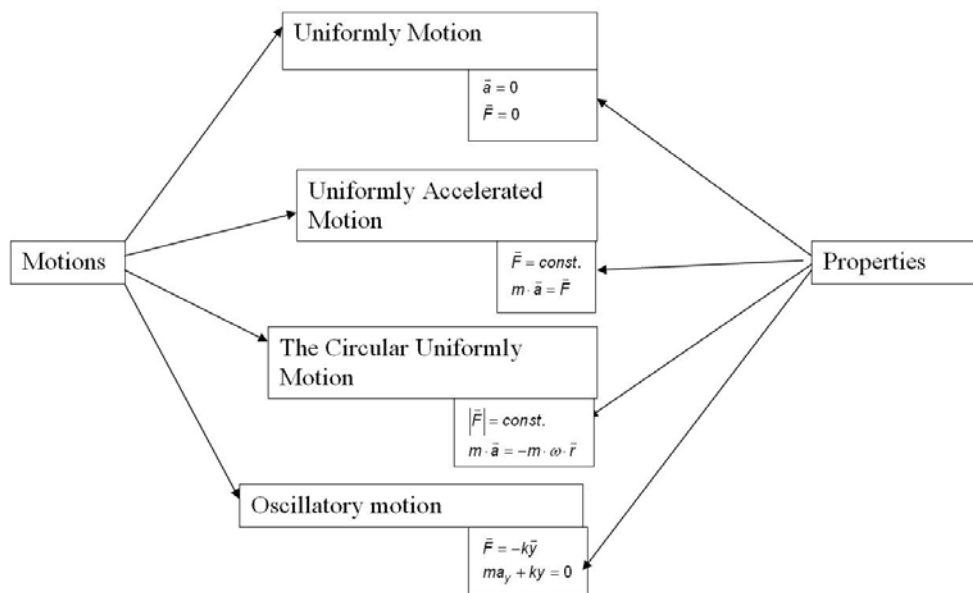 Uniformly Motion
ā = 0
F̄ = 0
Uniformly Accelerated
Motion
F̄ = const.
m · ā = F̄
Motions
Properties
The Circular Uniformly
Motion
|F̄| = const.
m · ā = −m · ω · r̄
Oscillatory motion
F̄ = −kȳ
ma_y + ky = 0